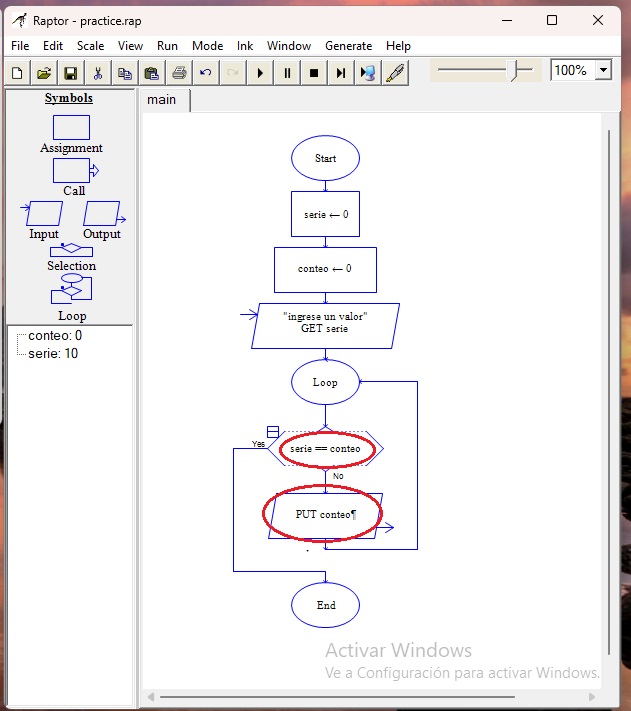 Raptor - practice.rap
File Edit Scale View Run Mode Ink Window Generate Help
100%
Symbols
main
Assignment
Call
Input Output
Selection
Loop
conteo: 0
serie: 10
Start
serie ← 0
conteo ← 0
"ingrese un valor"
GET serie
Loop
serie == conteo
Yes
No
PUT conteo¶
End
Activar Windows
Ve a Configuración para activar Windows.